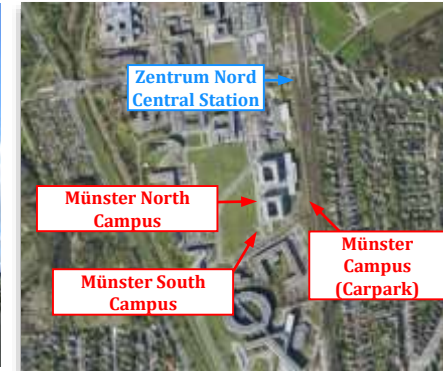 Zentrum Nord
Central Station
Münster North
Campus
Münster
Campus
(Carpark)
Münster South
Campus